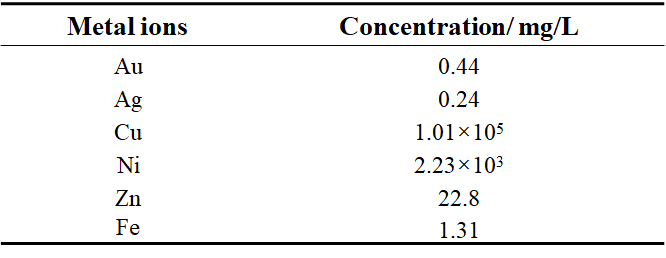 Metal ions Concentration/ mg/L
Au 0.44
Ag 0.24
Cu 1.01×10⁵
Ni 2.23×10³
Zn 22.8
Fe 1.31